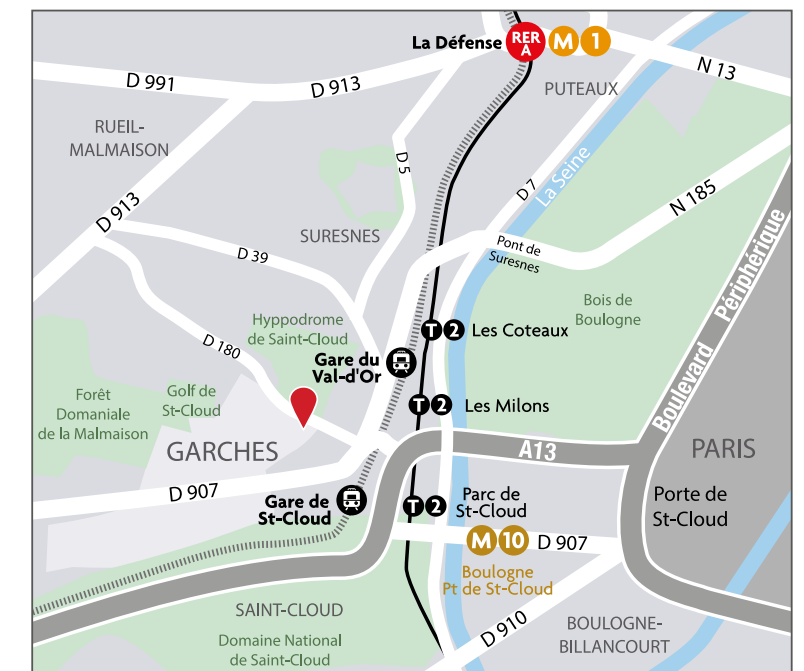 La Défense
RER
A
M
1
N 13
D 991
D 913
PUTEAUX
RUEIL-
MALMAISON
D 5
D 7
La Seine
N 185
D 913
SURESNES
D 39
Pont de
Suresnes
Boulevard Périphérique
Bois de
Boulogne
Hyppodrome
de Saint-Cloud
T 2 Les Coteaux
D 180
Gare du
Val-d'Or
Forêt
Domaniale
de la Malmaison
Golf de
St-Cloud
T 2 Les Milons
GARCHES
A13
PARIS
D 907
Gare de
St-Cloud
T 2
Parc de
St-Cloud
Porte de
St-Cloud
M 10
D 907
Boulogne
Pt de St-Cloud
SAINT-CLOUD
D 910
BOULOGNE-
BILLANCOURT
Domaine National
de Saint-Cloud